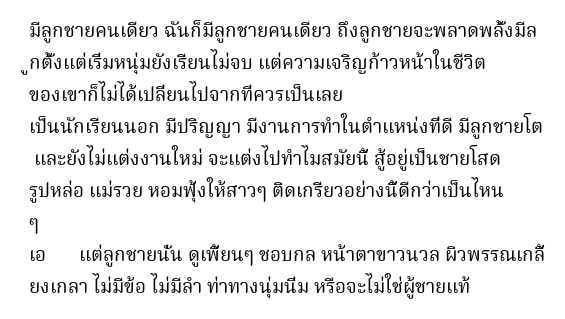 มีลูกชายคนเดียว ฉันก็มีลูกชายคนเดียว ถึงลูกชายจะพลาดพลั้งมีล
ูกตั้งแต่เริ่มหนุ่มยังเรียนไม่จบ แต่ความเจริญก้าวหน้าในชีวิต
ของเขาก็ไม่ได้เปลี่ยนไปจากที่ควรเป็นเลย
เป็นนักเรียนนอก มีปริญญา มีงานการทำในตำแหน่งที่ดี มีลูกชายโต
และยังไม่แต่งงานใหม่ จะแต่งไปทำไมสมัยนี้ สู้อยู่เป็นชายโสด
รูปหล่อ แม่รวย หอมฟุ้งให้สาวๆ ติดเกรียวอย่างนี้ดีกว่าเป็นไหน
ๆ
เอ แต่ลูกชายนั้น ดูเพี้ยนๆ ชอบกล หน้าตาขาวนวล ผิวพรรณเกลี้
ยงเกลา ไม่มีข้อ ไม่มีลำ ท่าทางนุ่มนิ่ม หรือจะไม่ใช่ผู้ชายแท้